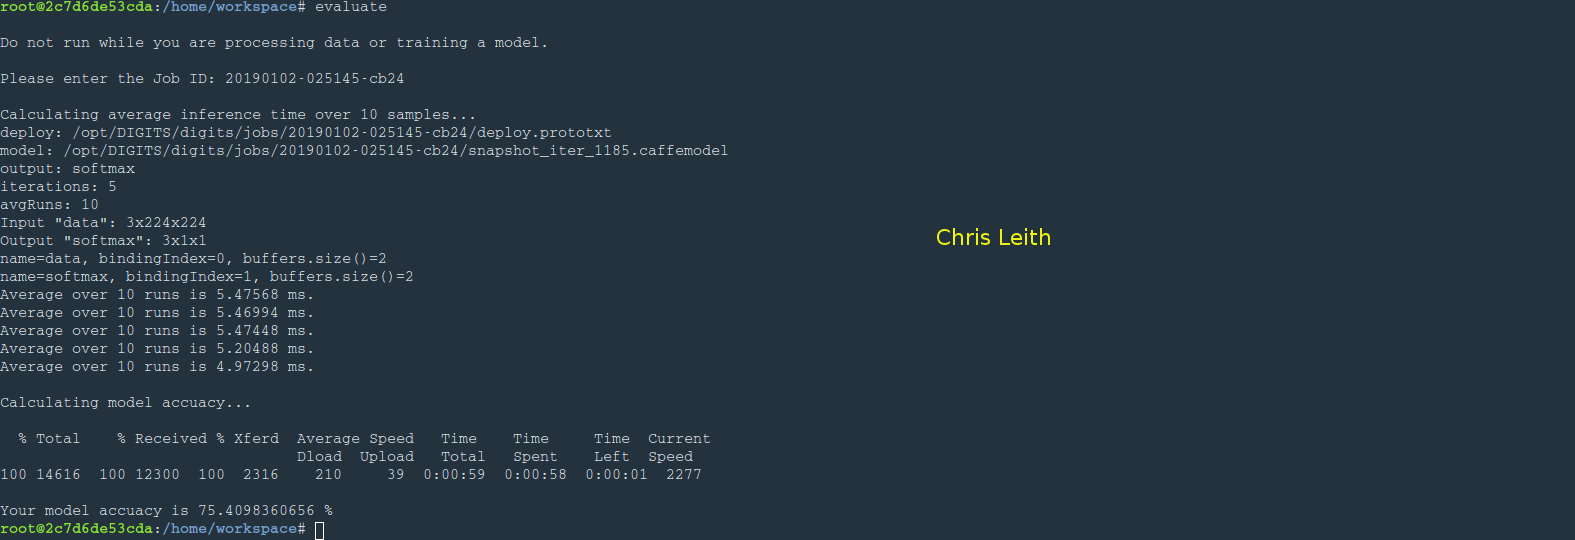 root@2c7d6de53cda:/home/workspace# evaluate
Do not run while you are processing data or training a model.
Please enter the Job ID: 20190102-025145-cb24
Calculating average inference time over 10 samples...
deploy: /opt/DIGITS/digits/jobs/20190102-025145-cb24/deploy.prototxt
model: /opt/DIGITS/digits/jobs/20190102-025145-cb24/snapshot_iter_1185.caffemodel
output: softmax
iterations: 5
avgRuns: 10
Input "data": 3x224x224
Output "softmax": 3x1x1
Chris Leith
name=data, bindingIndex=0, buffers.size()=2
name=softmax, bindingIndex=1, buffers.size()=2
Average over 10 runs is 5.47568 ms.
Average over 10 runs is 5.46994 ms.
Average over 10 runs is 5.47448 ms.
Average over 10 runs is 5.20488 ms.
Average over 10 runs is 4.97298 ms.
Calculating model accuacy...
% Total % Received % Xferd Average Speed Time Time Time Current
Dload Upload Total Spent Left Speed
100 14616 100 12300 100 2316 210 39 0:00:59 0:00:58 0:00:01 2277
Your model accuacy is 75.4098360656 %
root@2c7d6de53cda:/home/workspace#